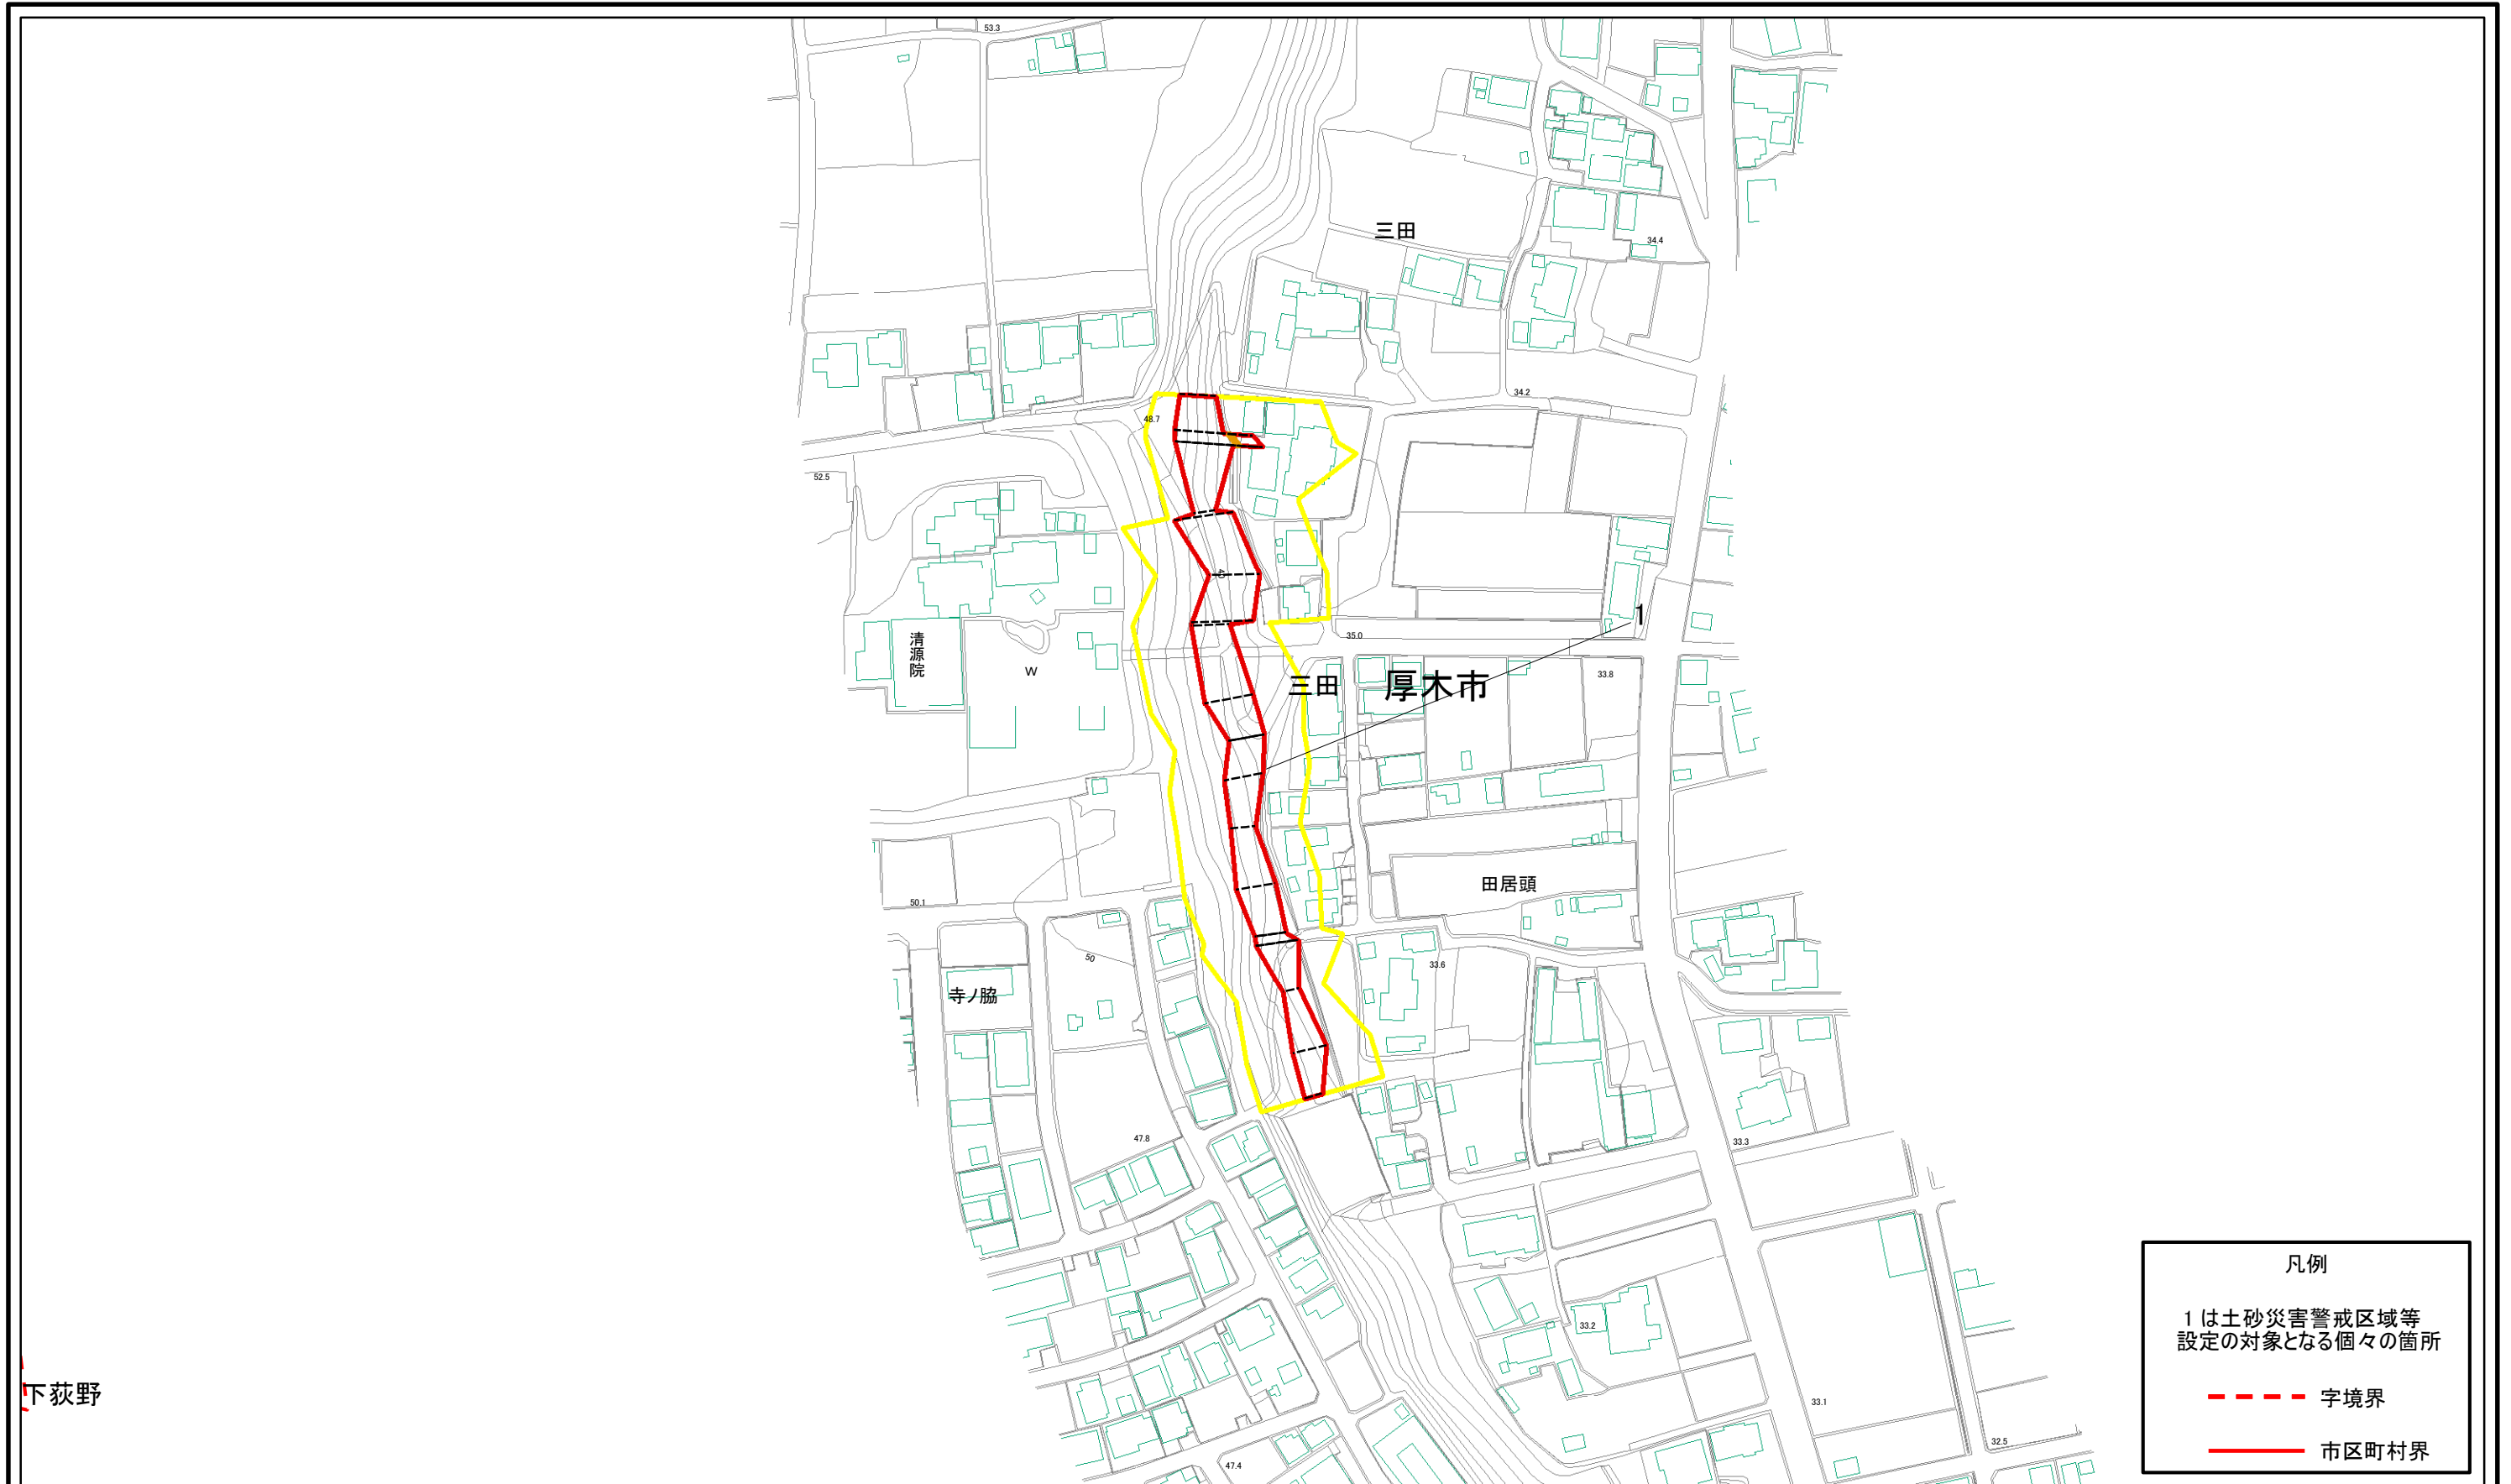 53.3
三田
34.4
34.2
48.7
52.5
40
1
35.0
清源院
W
三田
厚木市
33.8
田居頭
50.1
50
33.6
寺ノ脇
47.8
33.3
凡例
1は土砂災害警戒区域等
設定の対象となる個々の箇所
33.2
下荻野
字境界
33.1
32.5
市区町村界
47.4